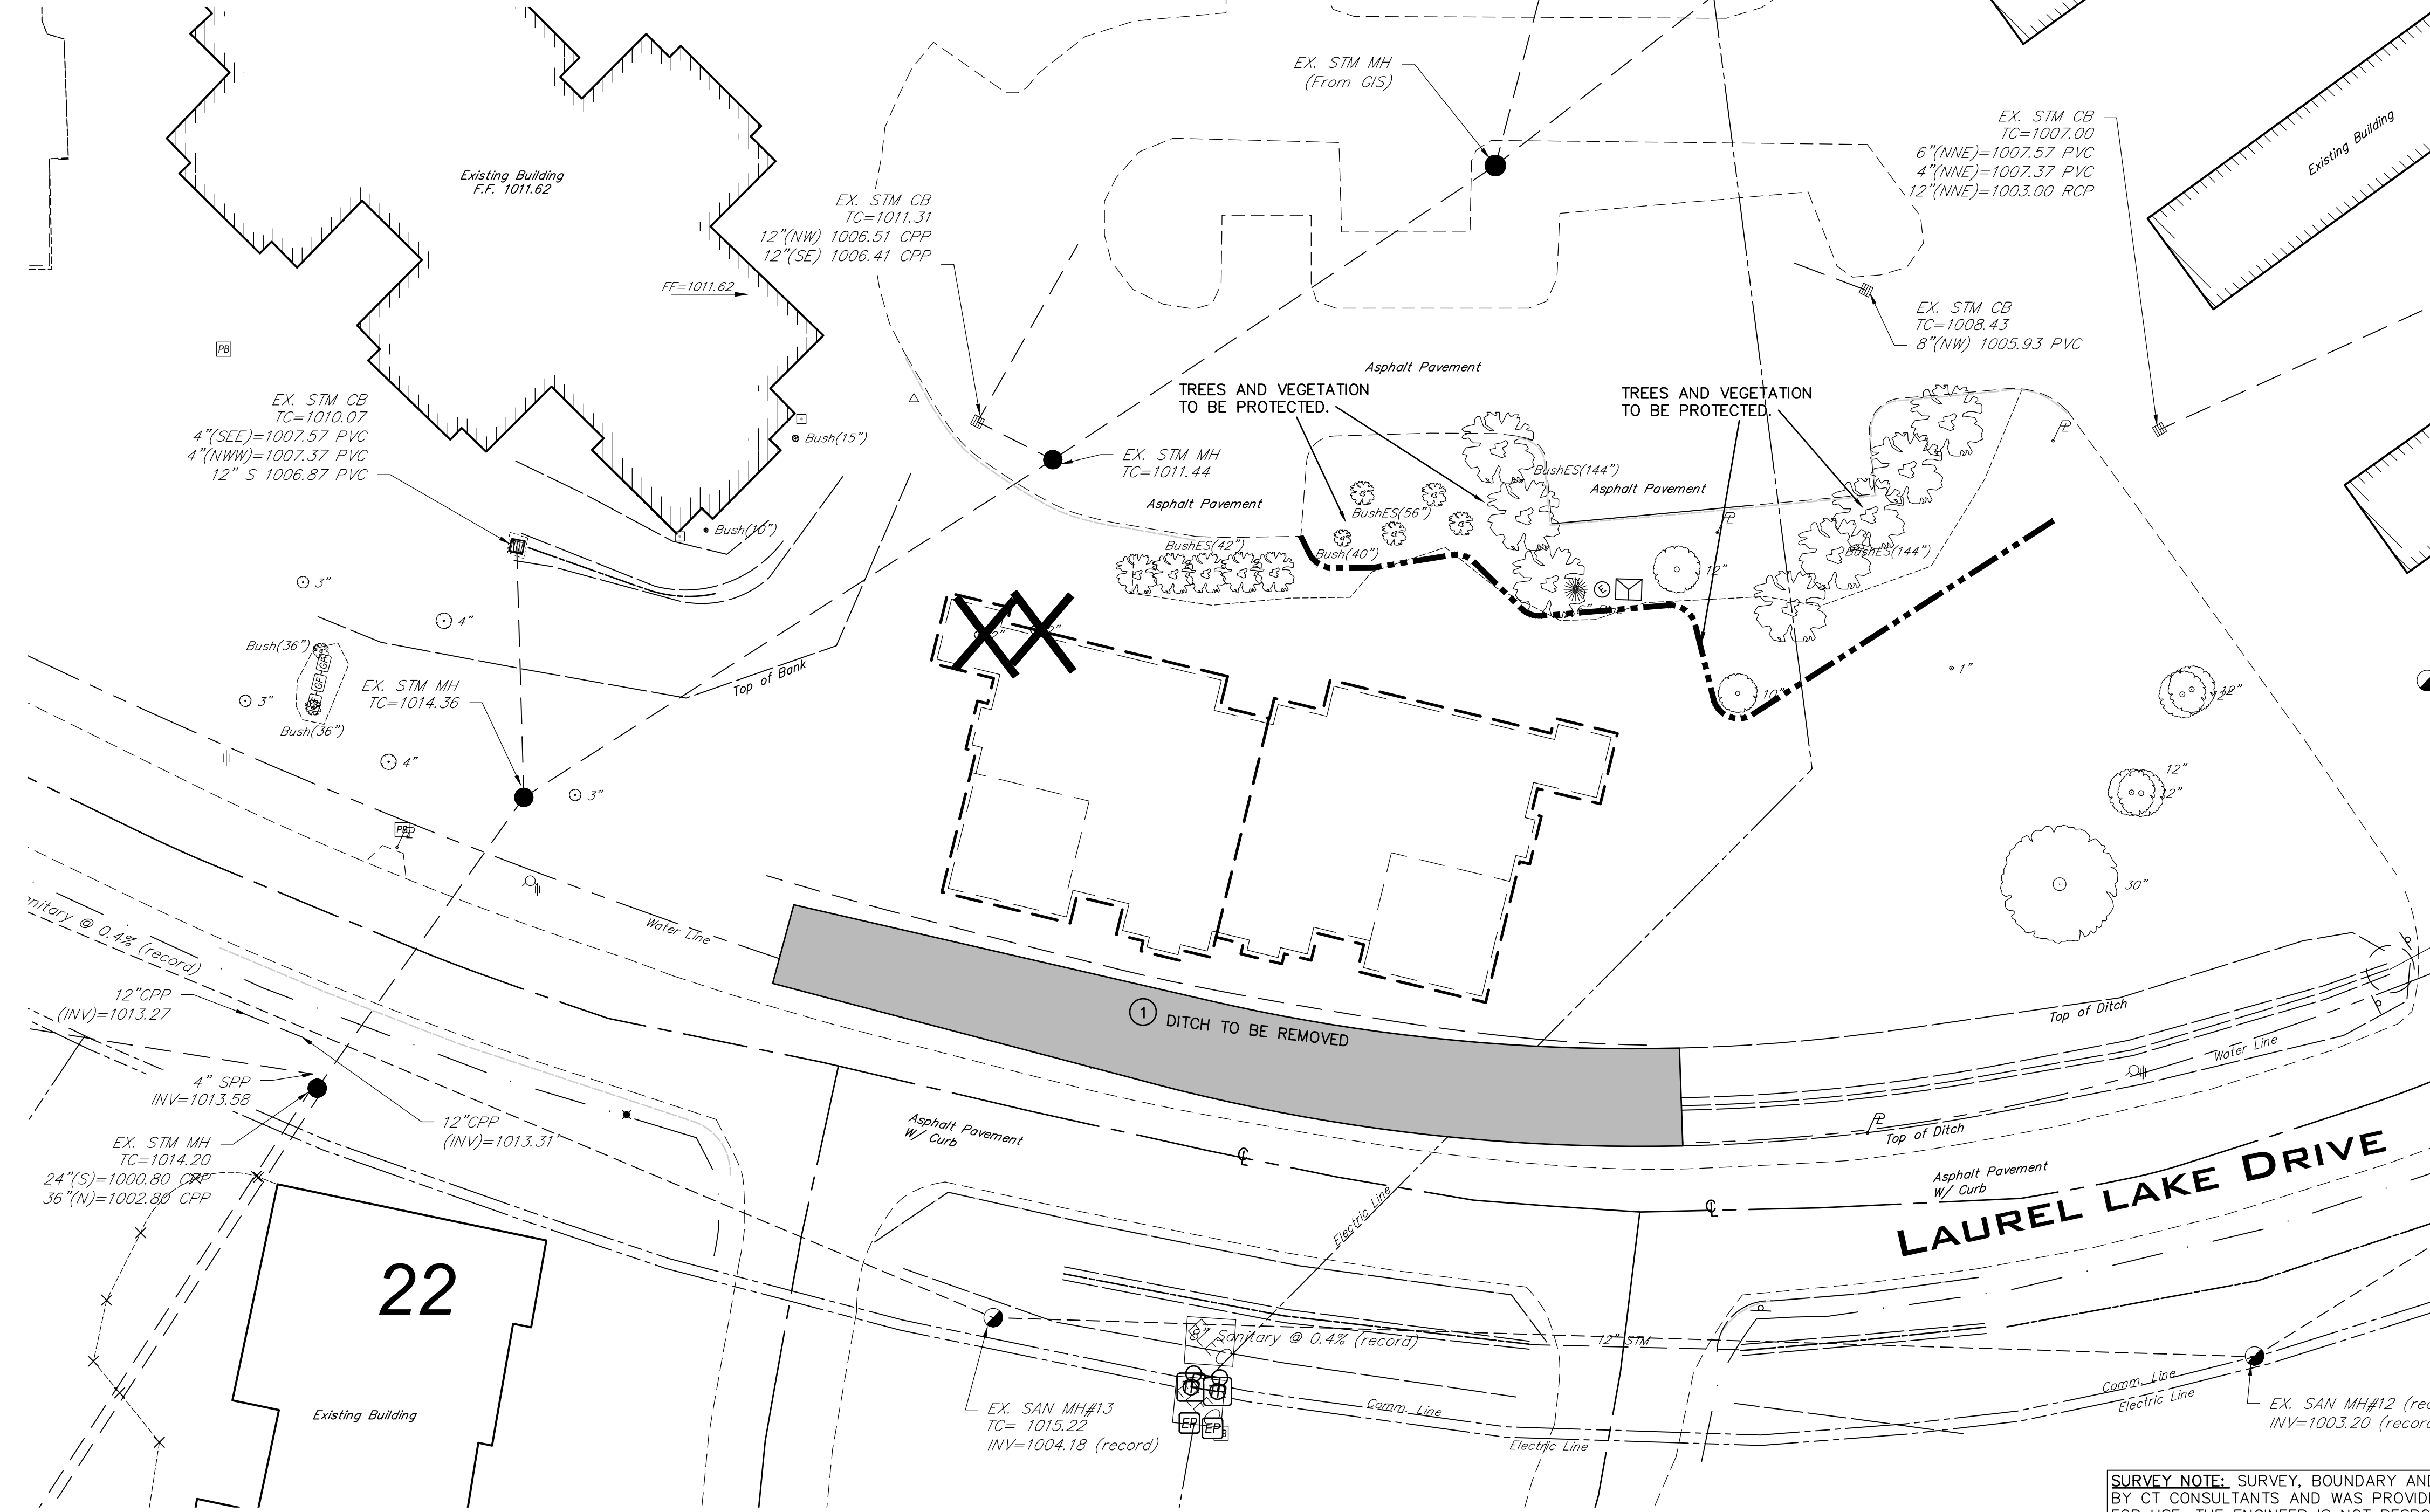 EX. STM MH
(From GIS)
EX. STM CB
TC=1007.00
6"(NNE)=1007.57 PVC
4"(NNE)=1007.37 PVC
12"(NNE)=1003.00 RCP
Existing Building
Existing Building
F.F. 1011.62
EX. STM CB
TC=1011.31
12"(NW) 1006.51 CPP
12"(SE) 1006.41 CPP
FF=1011.62
EX. STM CB
TC=1008.43
8"(NW) 1005.93 PVC
PB
Asphalt Pavement
TREES AND VEGETATION
TO BE PROTECTED.
TREES AND VEGETATION
TO BE PROTECTED.
EX. STM CB
TC=1010.07
4"(SEE)=1007.57 PVC
4"(NWW)=1007.37 PVC
12" S 1006.87 PVC
Bush(15")
EX. STM MH
TC=1011.44
BushES(144")
Asphalt Pavement
Asphalt Pavement
BushES(56")
Bush(10")
BushES(42")
Bush(40")
BushES(144")
3"
12"
E
4"
Bush(36")
GF
Top of Bank
1"
EX. STM MH
TC=1014.36
3"
10"
12"
Bush(36")
4"
3"
12"
12"
PB
30"
Water Line
Sanitary @ 0.4% (record)
12"CPP
(INV)=1013.27
1 DITCH TO BE REMOVED
Top of Ditch
Water Line
4" SPP
INV=1013.58
12"CPP
(INV)=1013.31
Asphalt Pavement
W/ Curb
Top of Ditch
EX. STM MH
TC=1014.20
24"(S)=1000.80 CPP
36"(N)=1002.80 CPP
Asphalt Pavement
W/ Curb
LAUREL LAKE DRIVE
Electric Line
22
8" Sanitary @ 0.4% (record)
12" STM
Comm. Line
Electric Line
Existing Building
EX. SAN MH#13
TC= 1015.22
INV=1004.18 (record)
EP
EP
Comm. Line
Electric Line
EX. SAN MH#12
INV=1003.20
SURVEY NOTE: SURVEY, BOUNDARY AND
BY CT CONSULTANTS AND WAS